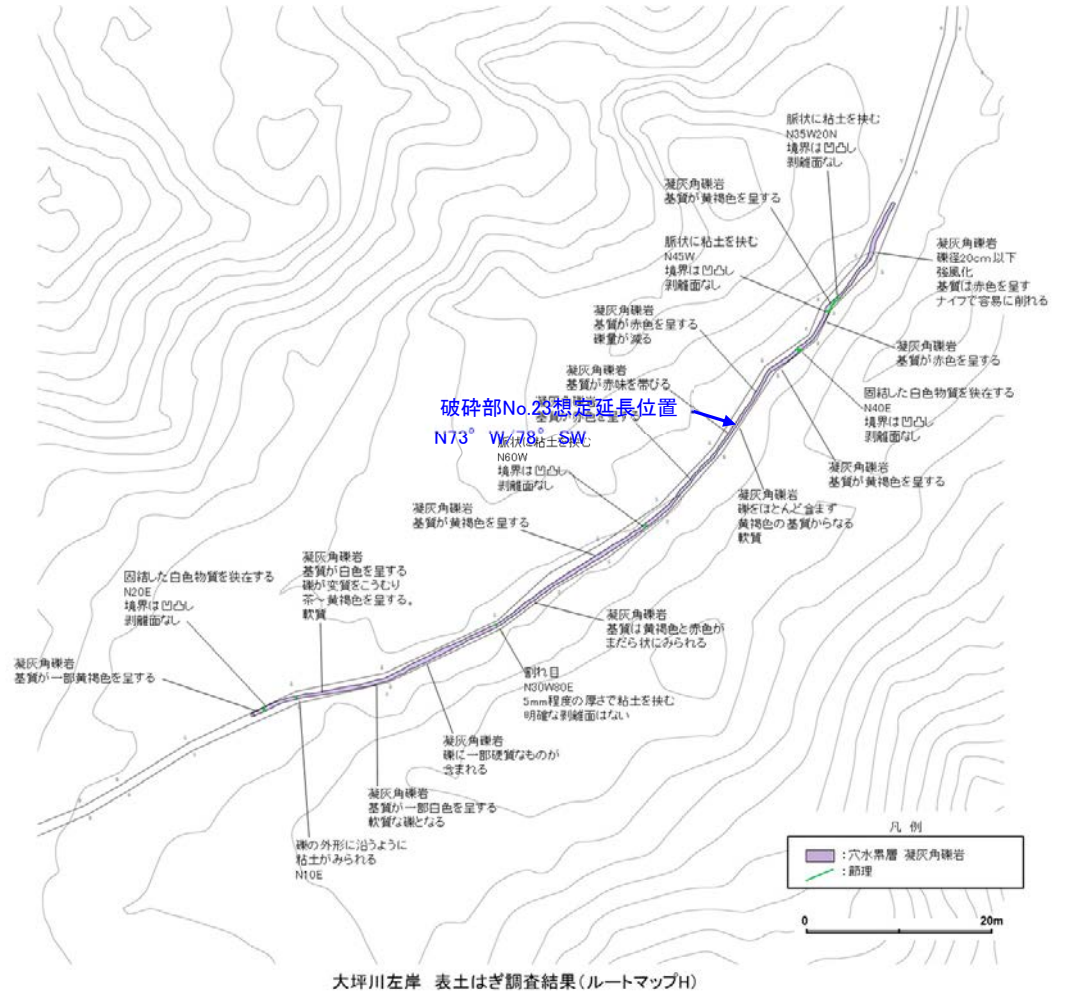 脈状に粘土を挟む
N35W20N
境界は凹凸し
剥離面なし
凝灰角礫岩
基質が黄褐色を呈する
脈状に粘土を挟む
N45W
境界は凹凸し
剥離面なし
凝灰角礫岩
礫径20cm以下
強風化
基質は赤色を呈す
ナイフで容易に削れる
凝灰角礫岩
基質が赤色を呈する
礫量が減る
凝灰角礫岩
基質が赤色を呈する
凝灰角礫岩
基質が赤味を帯びる
固結した白色物質を狭在する
N40E
境界は凹凸し
剥離面なし
凝灰角礫岩
基質が赤色を呈する
破砕部No.23想定延長位置
N73°W/78°SW
脈状に粘土を挟む
N60W
境界は凹凸し
剥離面なし
凝灰角礫岩
基質が黄褐色を呈する
凝灰角礫岩
礫をほとんど含まず
黄褐色の基質からなる
軟質
凝灰角礫岩
基質が黄褐色を呈する
凝灰角礫岩
基質が白色を呈する
礫が変質をこうむり
茶～黄褐色を呈する。
軟質
固結した白色物質を狭在する
N20E
境界は凹凸し
剥離面なし
凝灰角礫岩
基質は黄褐色と赤色が
まだら状にみられる
凝灰角礫岩
基質が一部黄褐色を呈する
割れ目
N30W80E
5mm程度の厚さで粘土を挟む
明確な剥離面はない
凝灰角礫岩
礫に一部硬質なものが
含まれる
凝灰角礫岩
基質が一部白色を呈する
軟質な礫となる
礫の外形に沿うように
粘土がみられる
N10E
凡 例
:穴水累層 凝灰角礫岩
:節理
0 20m
大坪川左岸 表土はぎ調査結果(ルートマップH)